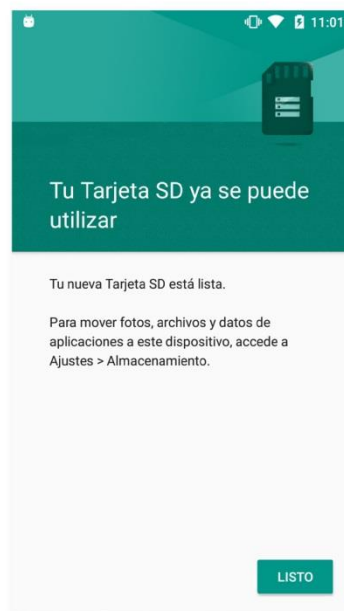 11:01
Tu Tarjeta SD ya se puede
utilizar
Tu nueva Tarjeta SD está lista.
Para mover fotos, archivos y datos de
aplicaciones a este dispositivo, accede a
Ajustes > Almacenamiento.
LISTO